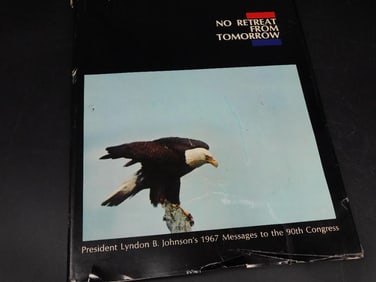 NO RETREAT
FROM
TOMORROW
President Lyndon B. Johnson's 1967 Messages to the 90th Congress